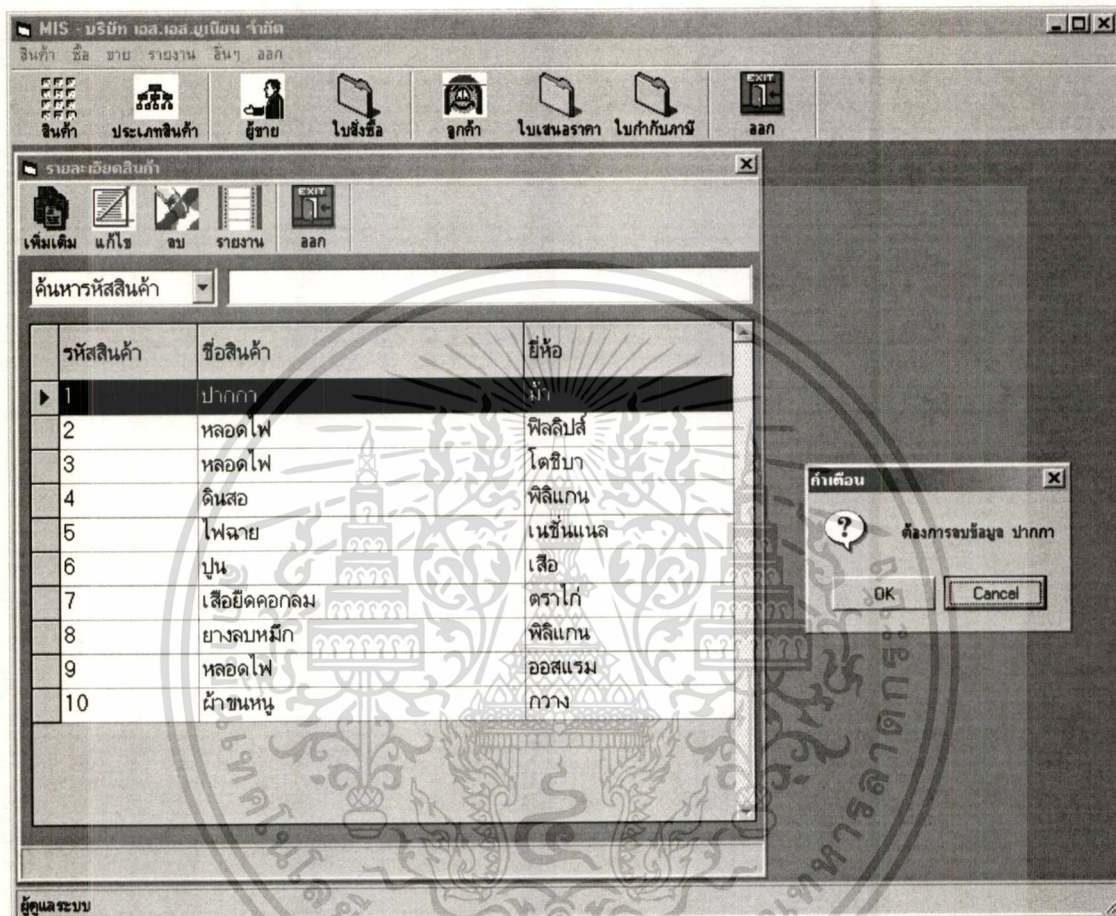 MIS - บริษัท เอส.เอส.ยูเนียน จำกัด
สินค้า ซื้อ ขาย รายงาน อื่นๆ ออก
EXIT
สินค้า ประเภทสินค้า ผู้ขาย ใบสั่งซื้อ ลูกค้า ใบเสนอราคา ใบกำกับภาษี ออก
รายละเอียดสินค้า
EXIT
เพิ่มเติม แก้ไข ลบ รายงาน ออก
ค้นหารหัสสินค้า
รหัสสินค้า ชื่อสินค้า ยี่ห้อ
1 ปากกา ม้า
2 หลอดไฟ ฟิลลิปส์
3 หลอดไฟ โตชิบา
4 ดินสอ พิลิแกน
5 ไฟฉาย เนชั่นแนล
6 ปูน เสือ
7 เสือยืดคอกลม ตราไก่
8 ยางลบหมึก พิลิแกน
9 หลอดไฟ ออสแรม
10 ผ้าขนหนู กวาง
คำเตือน
ต้องการลบข้อมูล ปากกา
OK Cancel
ผู้ดูแลระบบ